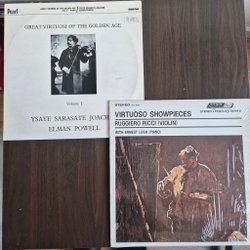 Pearl
GREAT VIRTUOSI OF THE GOLDEN AGE
Volume I
YSAYE SARASATE JOACHIM
ELMAN POWELL
STEREO
LONDON
VIRTUOSO SHOWPIECES
RUGGIERO RICCI (VIOLIN)
WITH ERNEST LUSH (PIANO)